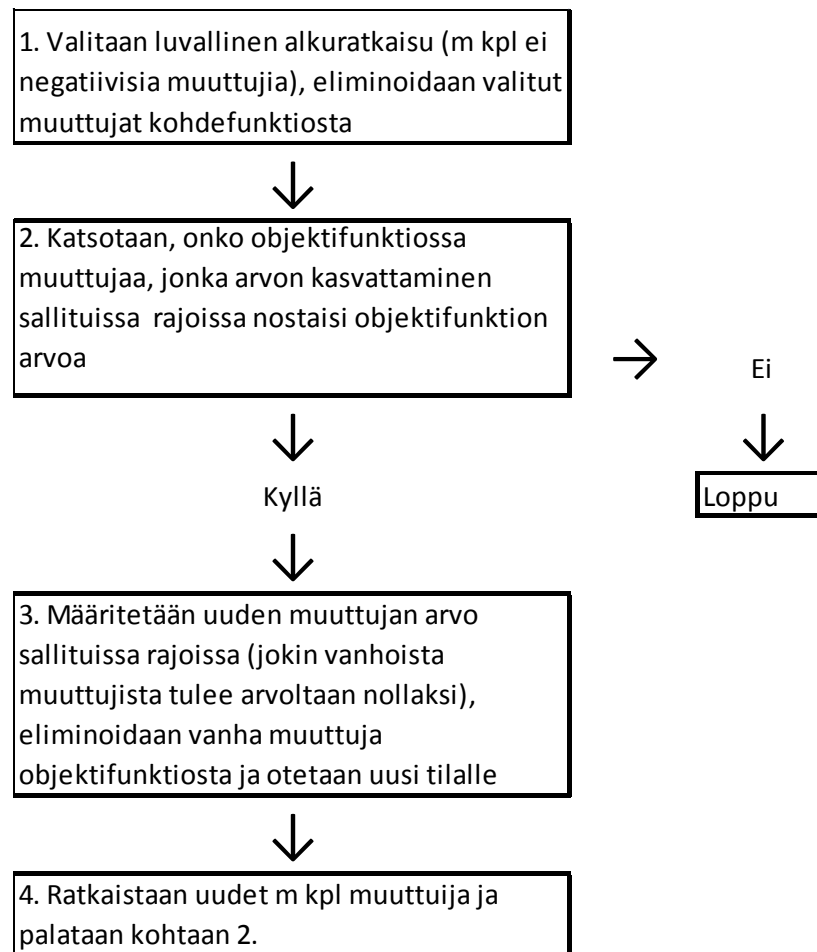 1. Valitaan luvallinen alkuratkaisu (m kpl ei
negatiivisia muuttujia), eliminoidaan valitut
muuttujat kohdefunktiosta
2. Katsotaan, onko objektifunktiossa
muuttujaa, jonka arvon kasvattaminen
sallituissa rajoissa nostaisi objektifunktion
arvoa
Ei
Kyllä
Loppu
3. Määritetään uuden muuttujan arvo
sallituissa rajoissa (jokin vanhoista
muuttujista tulee arvoltaan nollaksi),
eliminoidaan vanha muuttuja
objektifunktiosta ja otetaan uusi tilalle
4. Ratkaistaan uudet m kpl muuttuija ja
palataan kohtaan 2.